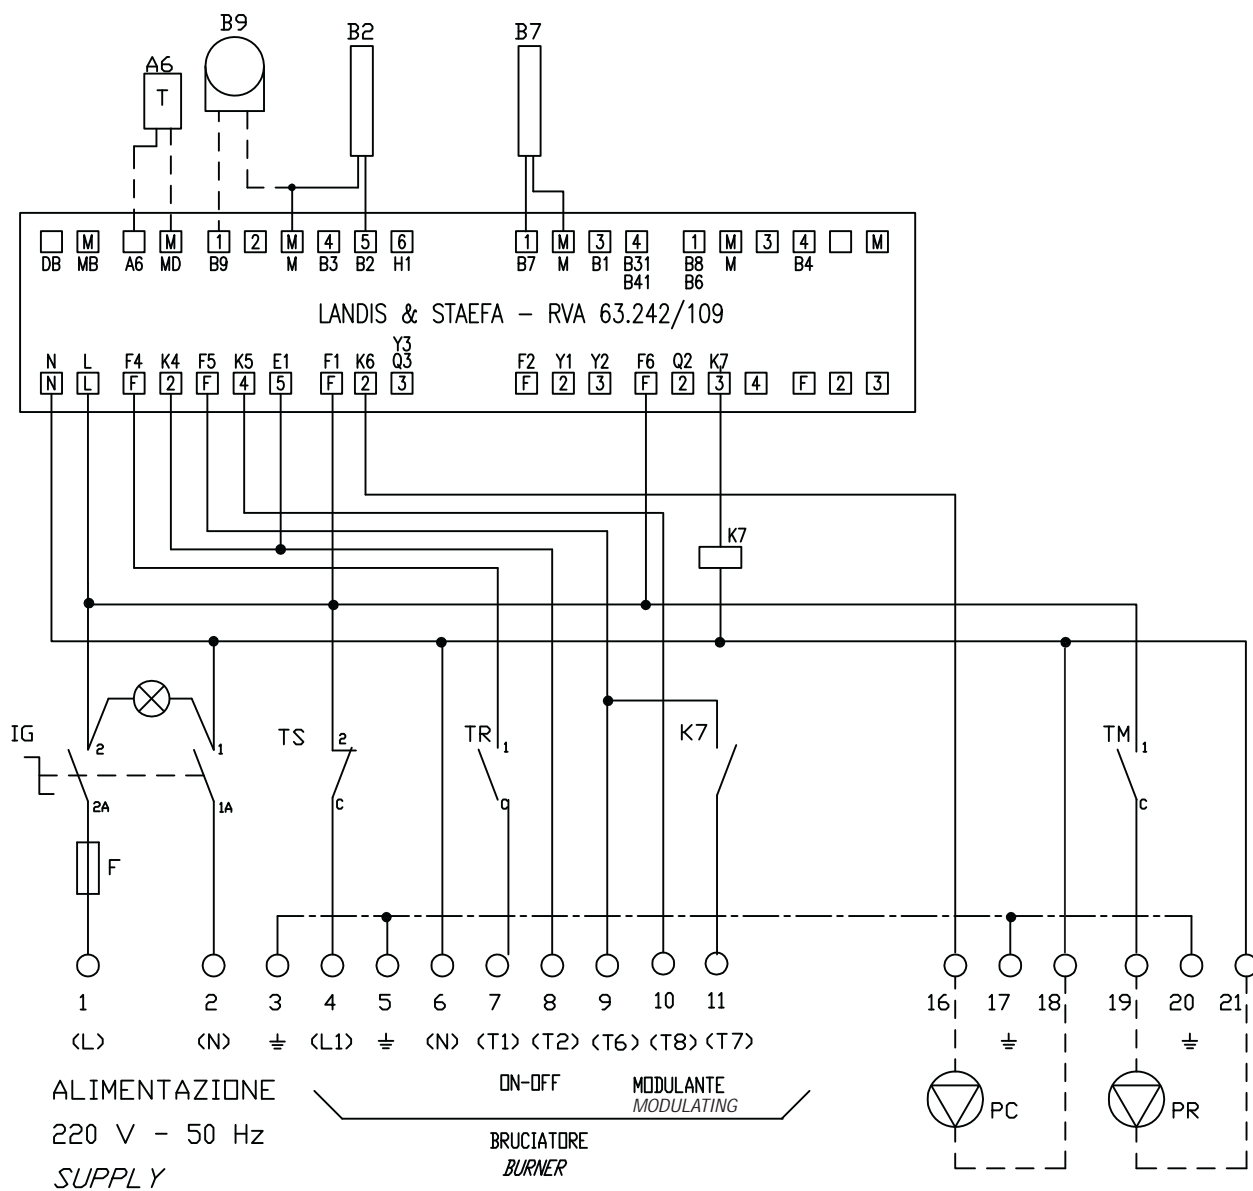 B9 B2 B7
A6
T
M M 1 2 M 4 5 6 1 M 3 4 1 M 3 4 M
DB MB A6 MD B9 M B3 B2 H1 B7 M B1 B31 B8 M B4
B41 B6
LANDIS & STAEFA - RVA 63.242/109
Y3
N L F4 K4 F5 K5 E1 F1 K6 Q3 F2 Y1 Y2 F6 Q2 K7
N L F 2 F 4 5 F 2 3 F 2 3 F 2 3 4 F 2 3
K7
IG TS TR K7 TM
2 1 2 1 1
2A 1A C C C
F
1 2 3 4 5 6 7 8 9 10 11 16 17 18 19 20 21
(L) (N) (L1) (N) (T1) (T2) (T6) (T8) (T7)
ALIMENTAZIONE
220 V - 50 Hz
SUPPLY
ON-OFF MODULANTE
MODULATING
BRUCIATORE
BURNER
PC PR